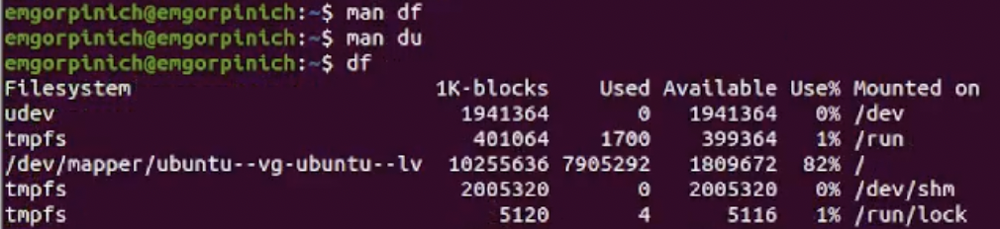 emgorpinich@emgorpinich:~$ man df
emgorpinich@emgorpinich:~$ man du
emgorpinich@emgorpinich:~$ df
Filesystem                        1K-blocks    Used Available Use% Mounted on
udev                                1941364       0   1941364   0% /dev
tmpfs                                401064    1700    399364   1% /run
/dev/mapper/ubuntu--vg-ubuntu--lv  10255636 7905292   1809672  82% /
tmpfs                               2005320       0   2005320   0% /dev/shm
tmpfs                                  5120       4      5116   1% /run/lock